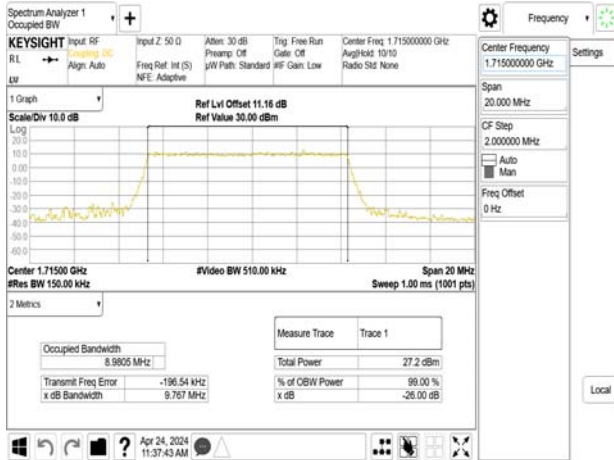 Spectrum Analyzer 1
Occupied BW
Frequency
KEYSIGHT
Input: RF
Coupling: DC
Align: Auto
Input Z: 50 Ω
Freq Ref: Int (S)
NFE: Adaptive
Atten: 30 dB
Preamp: Off
µW Path: Standard
Trig: Free Run
Gate: Off
#IF Gain: Low
Center Freq: 1.715000000 GHz
Avg|Hold: 10/10
Radio Std: None
RL
Center Frequency
1.715000000 GHz
Settings
Span
20.000 MHz
CF Step
2.000000 MHz
Auto
Man
Freq Offset
0 Hz
Local
1 Graph
Scale/Div 10.0 dB
Ref Lvl Offset 11.16 dB
Ref Value 30.00 dBm
Log
20.0
10.0
0.00
-10.0
-20.0
-30.0
-40.0
-50.0
-60.0
Center 1.71500 GHz
#Video BW 510.00 kHz
Span 20 MHz
#Res BW 150.00 kHz
Sweep 1.00 ms (1001 pts)
2 Metrics
Measure Trace
Trace 1
Occupied Bandwidth
8.9805 MHz
Total Power
27.2 dBm
Transmit Freq Error
-196.54 kHz
% of OBW Power
99.00 %
x dB Bandwidth
9.767 MHz
x dB
-26.00 dB
Apr 24, 2024
11:37:43 AM